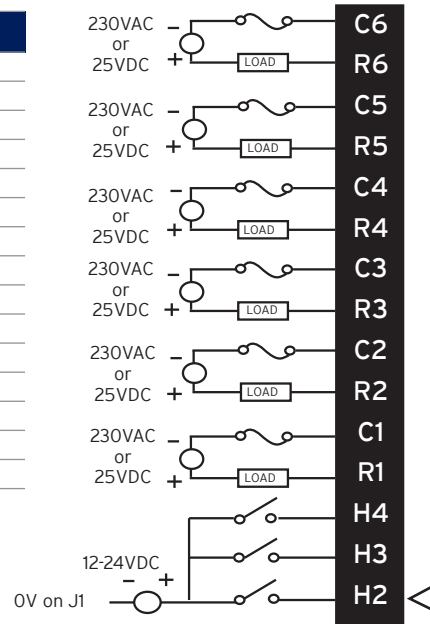 230VAC
or
25VDC
−
+
LOAD
C6
R6
230VAC
or
25VDC
−
+
LOAD
C5
R5
230VAC
or
25VDC
−
+
LOAD
C4
R4
230VAC
or
25VDC
−
+
LOAD
C3
R3
230VAC
or
25VDC
−
+
LOAD
C2
R2
230VAC
or
25VDC
−
+
LOAD
C1
R1
H4
H3
12-24VDC
− +
0V on J1
H2